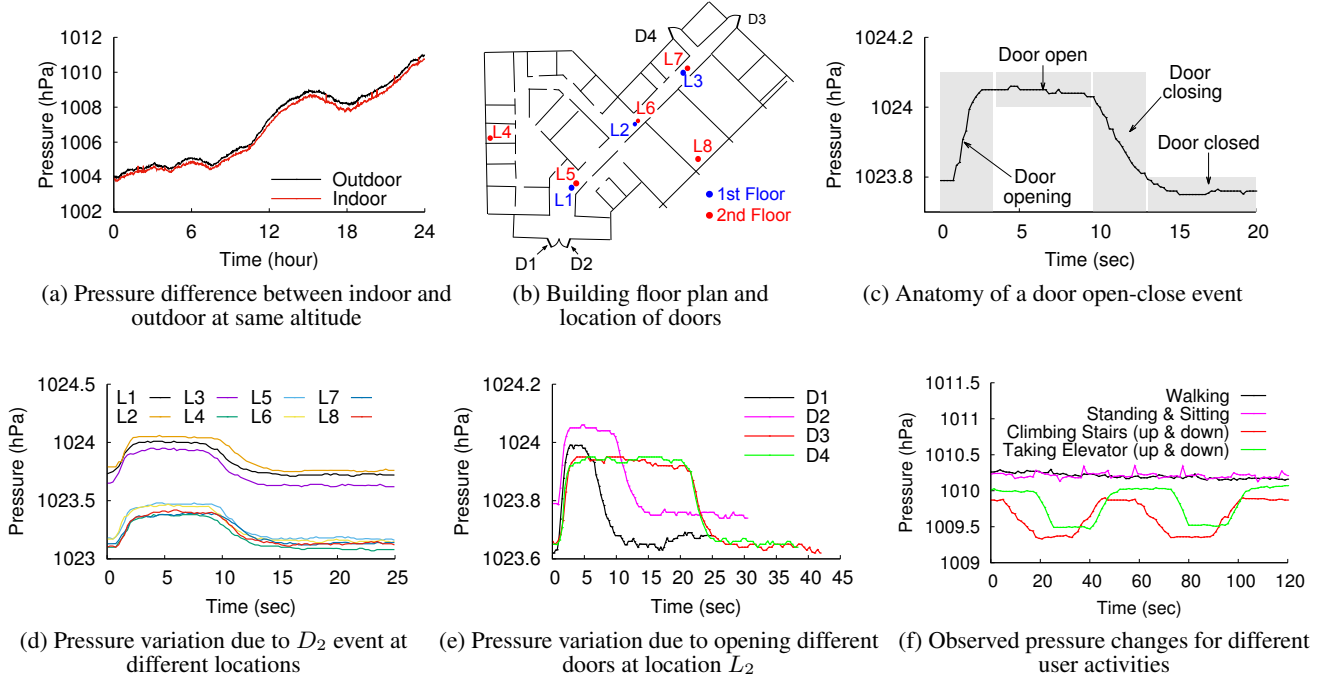 1012
1010
1008
1006
1004
1002
Pressure (hPa)
0 6 12 18 24
Time (hour)
Outdoor
Indoor
(a) Pressure difference between indoor and
outdoor at same altitude
D3
D4
L7
L3
L6
L2
L4
L8
L5
L1
1st Floor
2nd Floor
D1 D2
(b) Building floor plan and
location of doors
1024.2
1024
1023.8
Pressure (hPa)
Door open
Door
closing
Door closed
Door
opening
0 5 10 15 20
Time (sec)
(c) Anatomy of a door open-close event
1024.5
1024
1023.5
1023
Pressure (hPa)
L1 L3 L5 L7
L2 L4 L6 L8
0 5 10 15 20 25
Time (sec)
(d) Pressure variation due to D2 event at
different locations
1024.2
1024
1023.8
1023.6
Pressure (hPa)
D1
D2
D3
D4
0 5 10 15 20 25 30 35 40 45
Time (sec)
(e) Pressure variation due to opening different
doors at location L2
1011.5
1011
1010.5
1010
1009.5
1009
Pressure (hPa)
Walking
Standing & Sitting
Climbing Stairs (up & down)
Taking Elevator (up & down)
0 20 40 60 80 100 120
Time (sec)
(f) Observed pressure changes for different
user activities